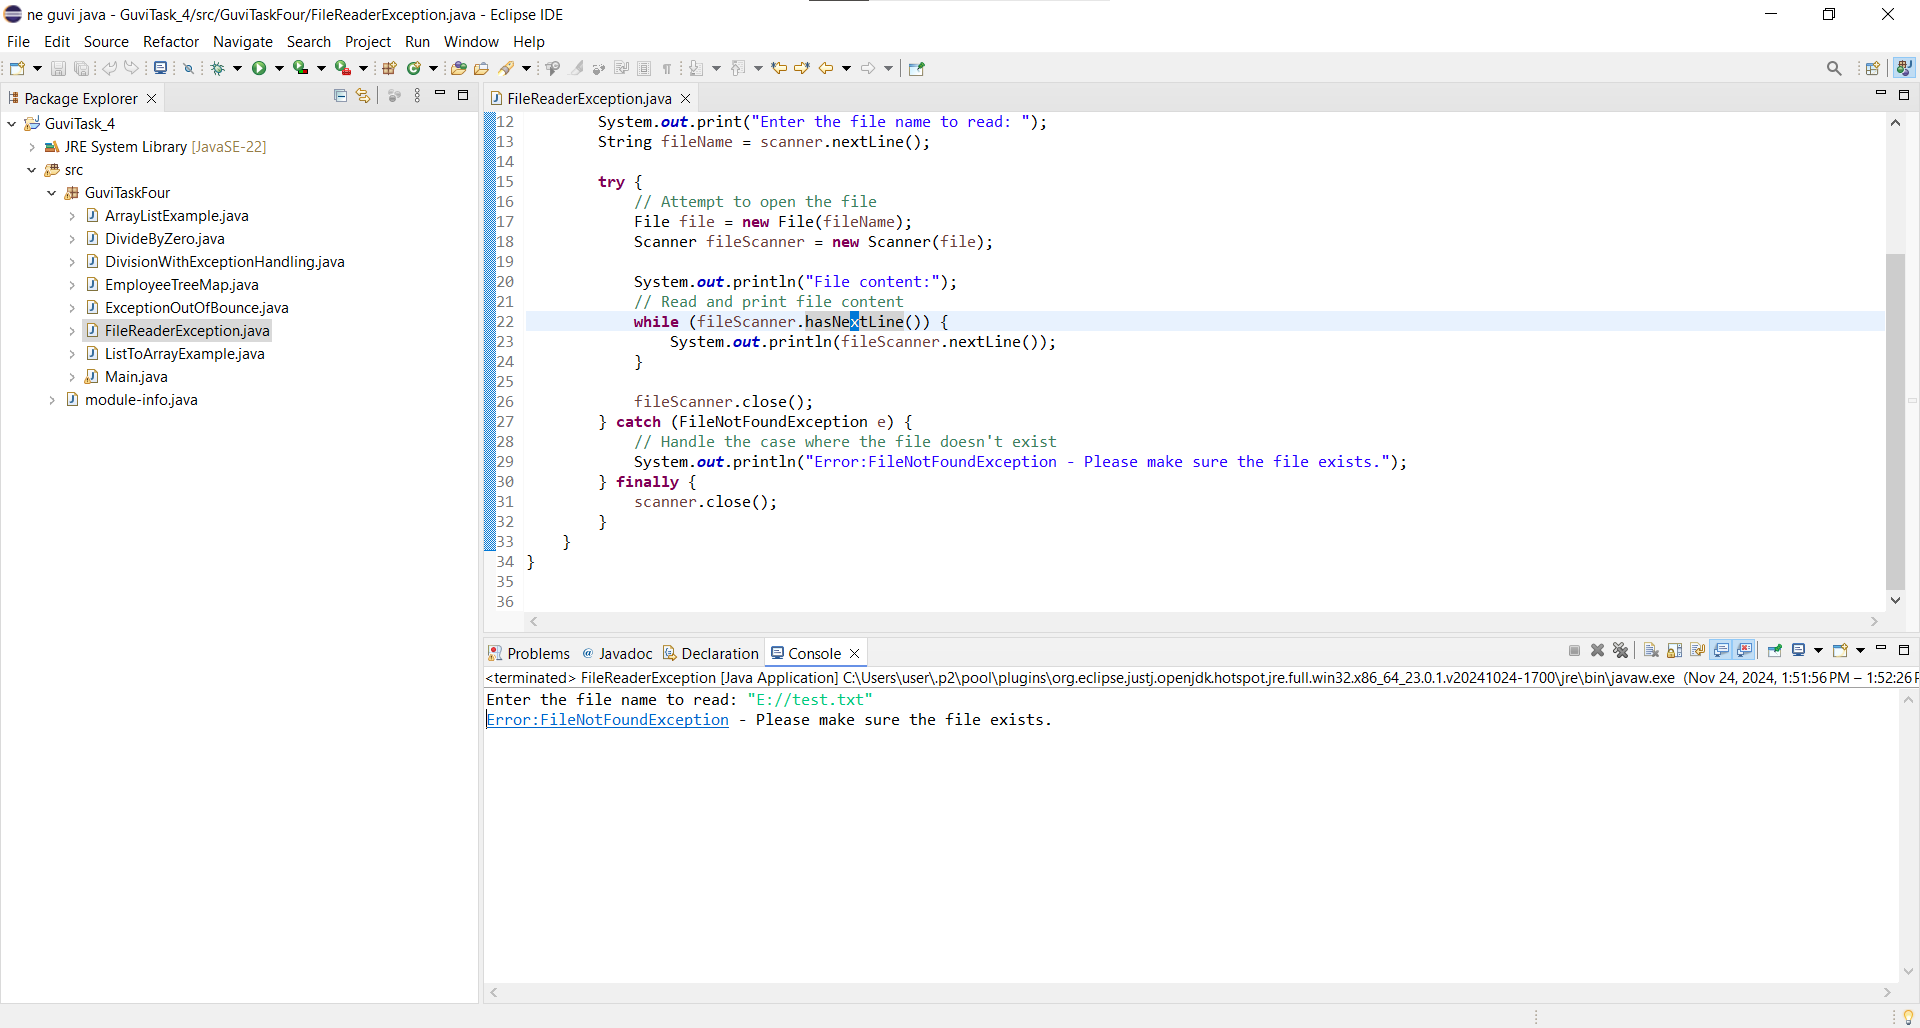 ne guvi java - GuviTask_4/src/GuviTaskFour/FileReaderException.java - Eclipse IDE
File Edit Source Refactor Navigate Search Project Run Window Help
Package Explorer
GuviTask_4
JRE System Library [JavaSE-22]
src
GuviTaskFour
ArrayListExample.java
DivideByZero.java
DivisionWithExceptionHandling.java
EmployeeTreeMap.java
ExceptionOutOfBounce.java
FileReaderException.java
ListToArrayExample.java
Main.java
module-info.java
FileReaderException.java
12 System.out.print("Enter the file name to read: ");
13 String fileName = scanner.nextLine();
14
15 try {
16 // Attempt to open the file
17 File file = new File(fileName);
18 Scanner fileScanner = new Scanner(file);
19
20 System.out.println("File content:");
21 // Read and print file content
22 while (fileScanner.hasNextLine()) {
23 System.out.println(fileScanner.nextLine());
24 }
25
26 fileScanner.close();
27 } catch (FileNotFoundException e) {
28 // Handle the case where the file doesn't exist
29 System.out.println("Error:FileNotFoundException - Please make sure the file exists.");
30 } finally {
31 scanner.close();
32 }
33 }
34 }
35
36
Problems @ Javadoc Declaration Console
<terminated> FileReaderException [Java Application] C:\Users\user\.p2\pool\plugins\org.eclipse.justj.openjdk.hotspot.jre.full.win32.x86_64_23.0.1.v20241024-1700\jre\bin\javaw.exe (Nov 24, 2024, 1:51:56 PM – 1:52:26 P
Enter the file name to read: "E://test.txt"
Error:FileNotFoundException - Please make sure the file exists.